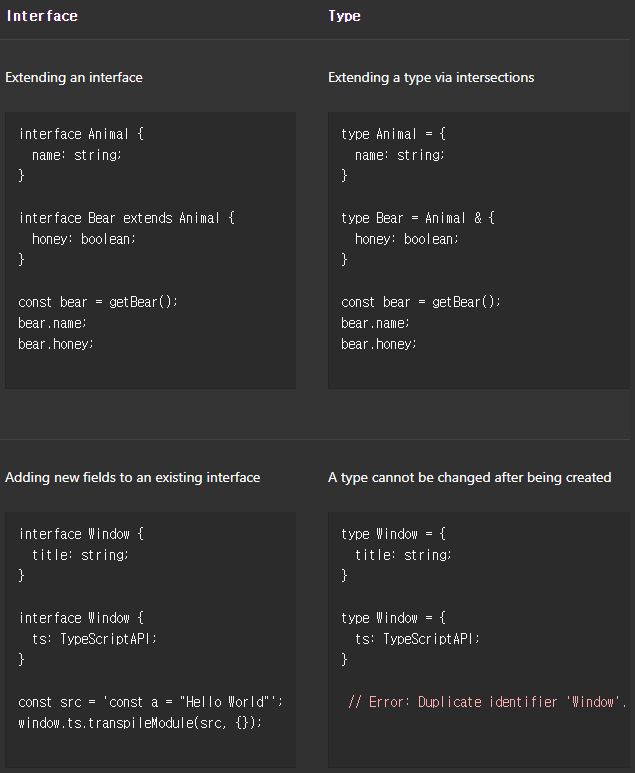 Interface
Type
Extending an interface
Extending a type via intersections
interface Animal {
  name: string;
}

interface Bear extends Animal {
  honey: boolean;
}

const bear = getBear();
bear.name;
bear.honey;
type Animal = {
  name: string;
}

type Bear = Animal & {
  honey: boolean;
}

const bear = getBear();
bear.name;
bear.honey;
Adding new fields to an existing interface
A type cannot be changed after being created
interface Window {
  title: string;
}

interface Window {
  ts: TypeScriptAPI;
}

const src = 'const a = "Hello World"';
window.ts.transpileModule(src, {});
type Window = {
  title: string;
}

type Window = {
  ts: TypeScriptAPI;
}

// Error: Duplicate identifier 'Window'.